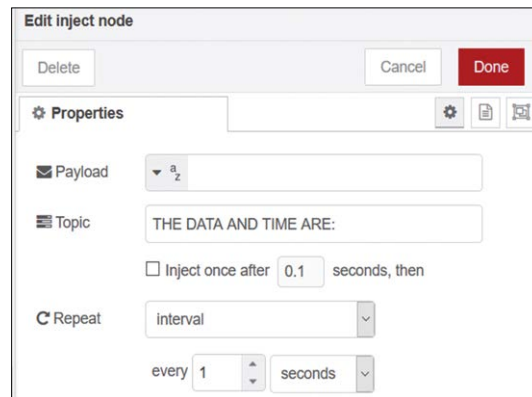 Edit inject node
Delete Cancel Done
Properties
Payload a z
Topic THE DATA AND TIME ARE:
Inject once after 0.1 seconds, then
Repeat interval
every 1 seconds